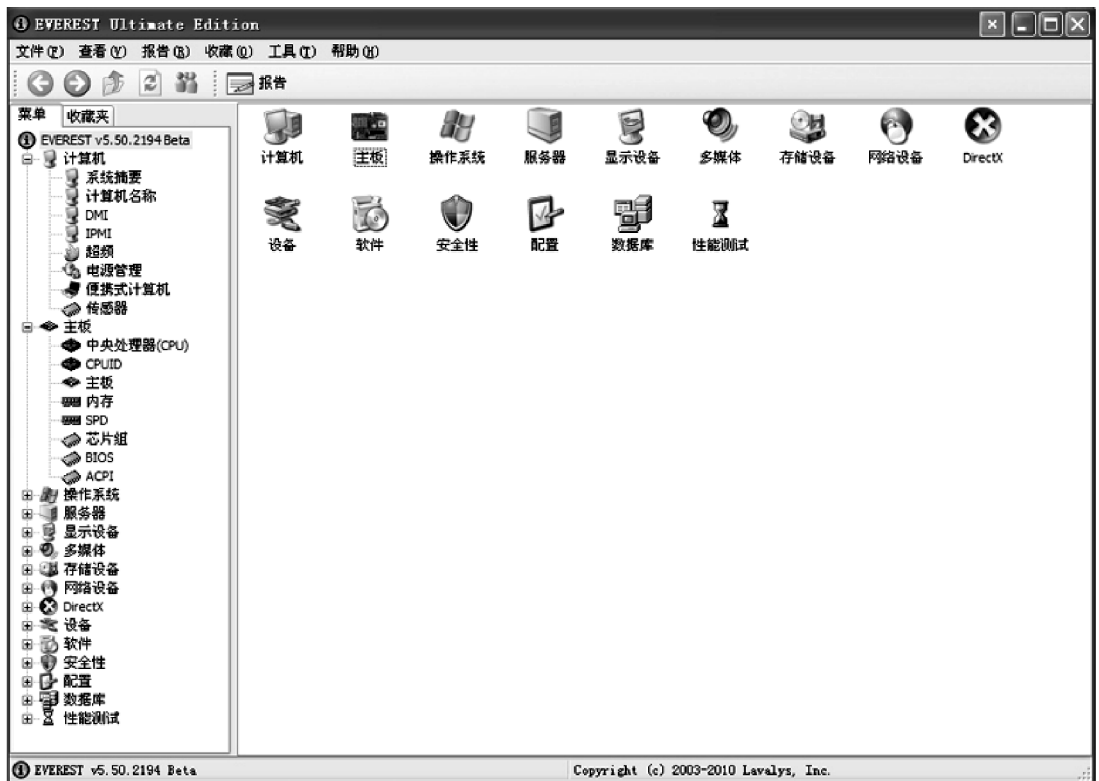 EVEREST Ultimate Edition
文件(F) 查看(V) 报告(R) 收藏(O) 工具(T) 帮助(H)
报告
菜单 收藏夹
EVEREST v5.50.2194 Beta
计算机
系统摘要
计算机名称
DMI
IPMI
超频
电源管理
便携式计算机
传感器
主板
中央处理器(CPU)
CPUID
主板
内存
SPD
芯片组
BIOS
ACPI
操作系统
服务器
显示设备
多媒体
存储设备
网络设备
DirectX
设备
软件
安全性
配置
数据库
性能测试
计算机 主板 操作系统 服务器 显示设备 多媒体 存储设备 网络设备 DirectX
设备 软件 安全性 配置 数据库 性能测试
EVEREST v5.50.2194 Beta Copyright (c) 2003-2010 Lavalys, Inc.